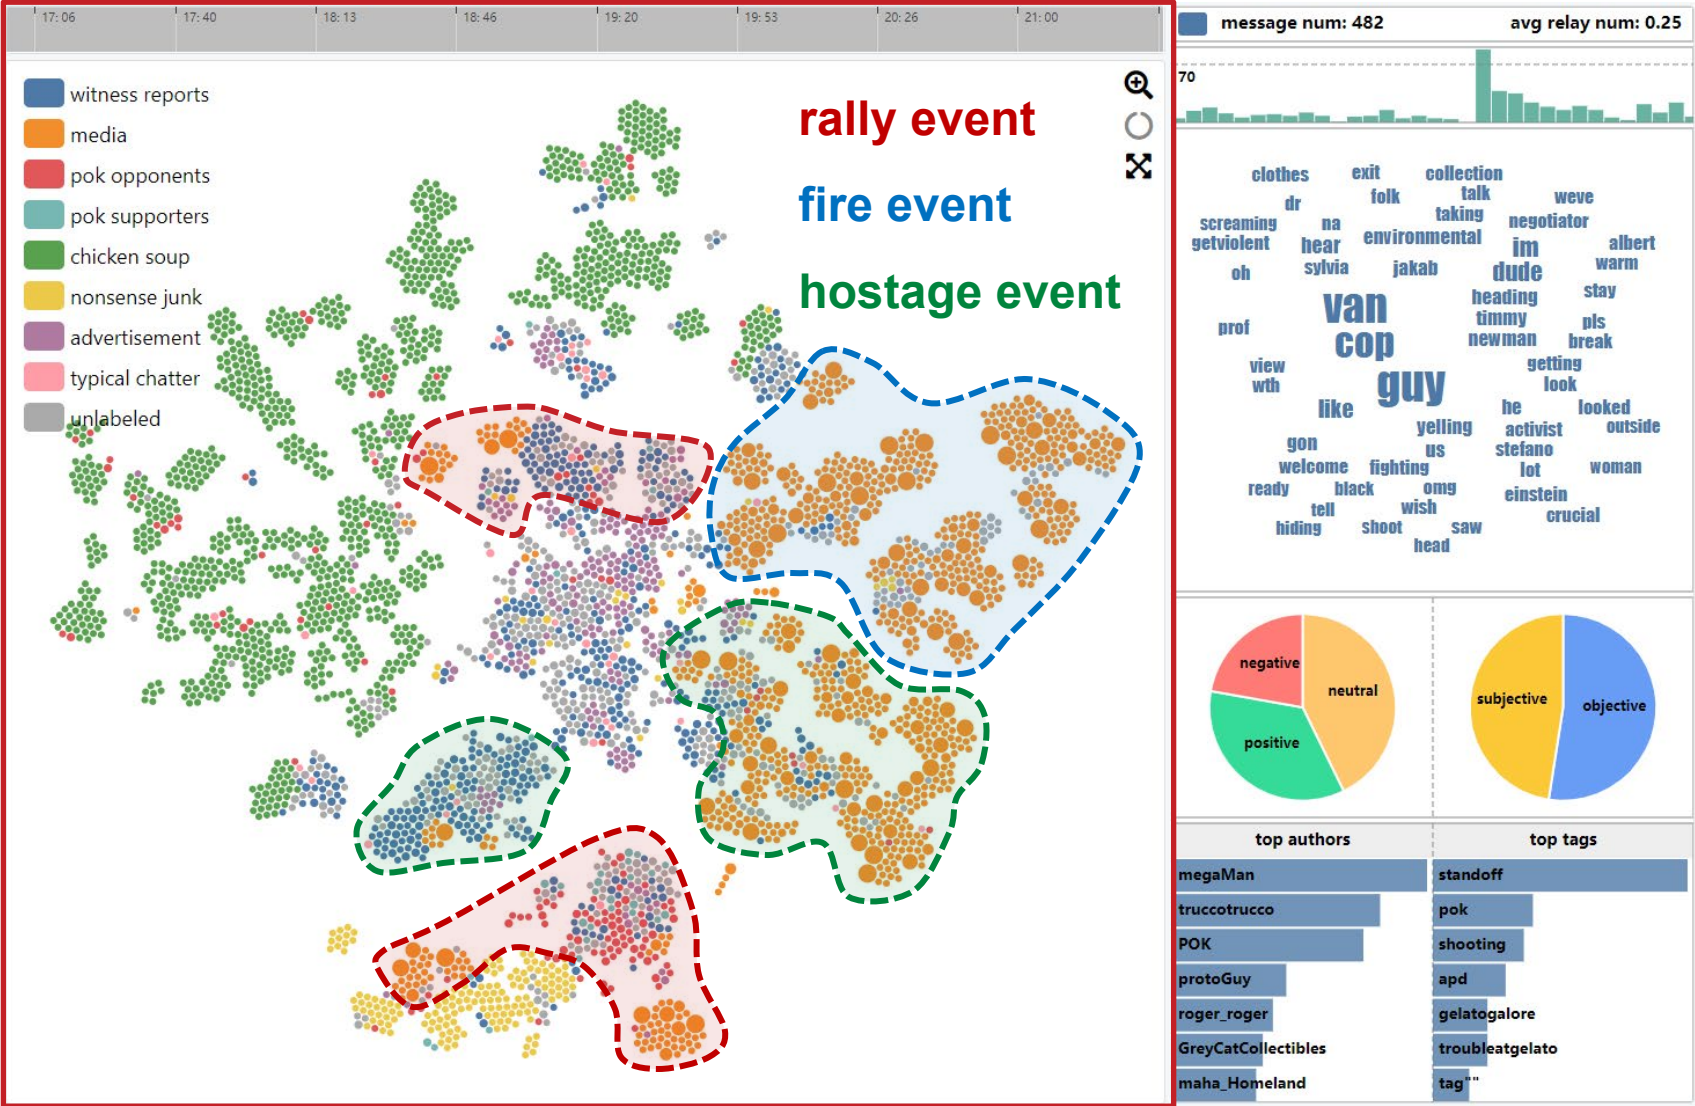 17:06 17:40 18:13 18:46 19:20 19:53 20:26 21:00
witness reports
media
pok opponents
pok supporters
chicken soup
nonsense junk
advertisement
typical chatter
unlabeled
rally event
fire event
hostage event
message num: 482 avg relay num: 0.25
70
clothes exit collection
dr folk talk weve
screaming na taking negotiator
getviolent hear environmental im albert
oh sylvia jakab dude warm
van heading stay
prof cop timmy pls
newman break
view guy getting
wth look
like he looked
gon yelling activist outside
us stefano
welcome fighting lot woman
ready black omg einstein
tell wish crucial
hiding shoot saw
head
negative neutral positive
subjective objective
top authors top tags
megaMan standoff
truccotrucco pok
POK shooting
protoGuy apd
roger_roger gelatogalore
GreyCatCollectibles troubleatgelato
maha_Homeland tag""